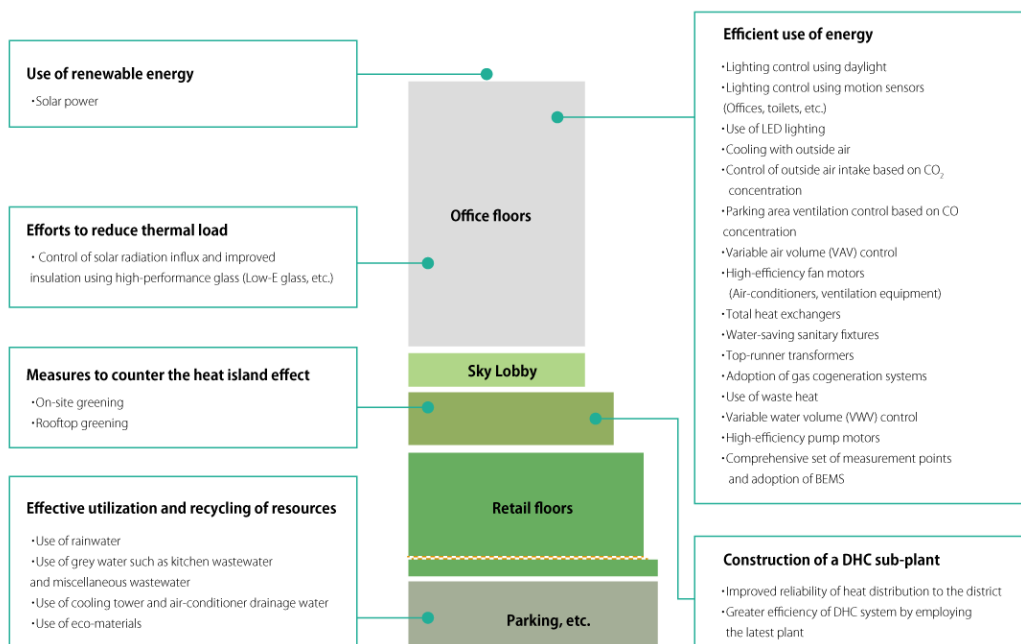 Use of renewable energy
・Solar power
Efforts to reduce thermal load
・ Control of solar radiation influx and improved
insulation using high-performance glass (Low-E glass, etc.)
Measures to counter the heat island effect
・On-site greening
・Rooftop greening
Effective utilization and recycling of resources
・Use of rainwater
・Use of grey water such as kitchen wastewater
and miscellaneous wastewater
・Use of cooling tower and air-conditioner drainage water
・Use of eco-materials
Office floors
Sky Lobby
Retail floors
Parking, etc.
Efficient use of energy
・Lighting control using daylight
・Lighting control using motion sensors
(Offices, toilets, etc.)
・Use of LED lighting
・Cooling with outside air
・Control of outside air intake based on CO₂
concentration
・Parking area ventilation control based on CO
concentration
・Variable air volume (VAV) control
・High-efficiency fan motors
(Air-conditioners, ventilation equipment)
・Total heat exchangers
・Water-saving sanitary fixtures
・Top-runner transformers
・Adoption of gas cogeneration systems
・Use of waste heat
・Variable water volume (VWV) control
・High-efficiency pump motors
・Comprehensive set of measurement points
and adoption of BEMS
Construction of a DHC sub-plant
・Improved reliability of heat distribution to the district
・Greater efficiency of DHC system by employing
the latest plant